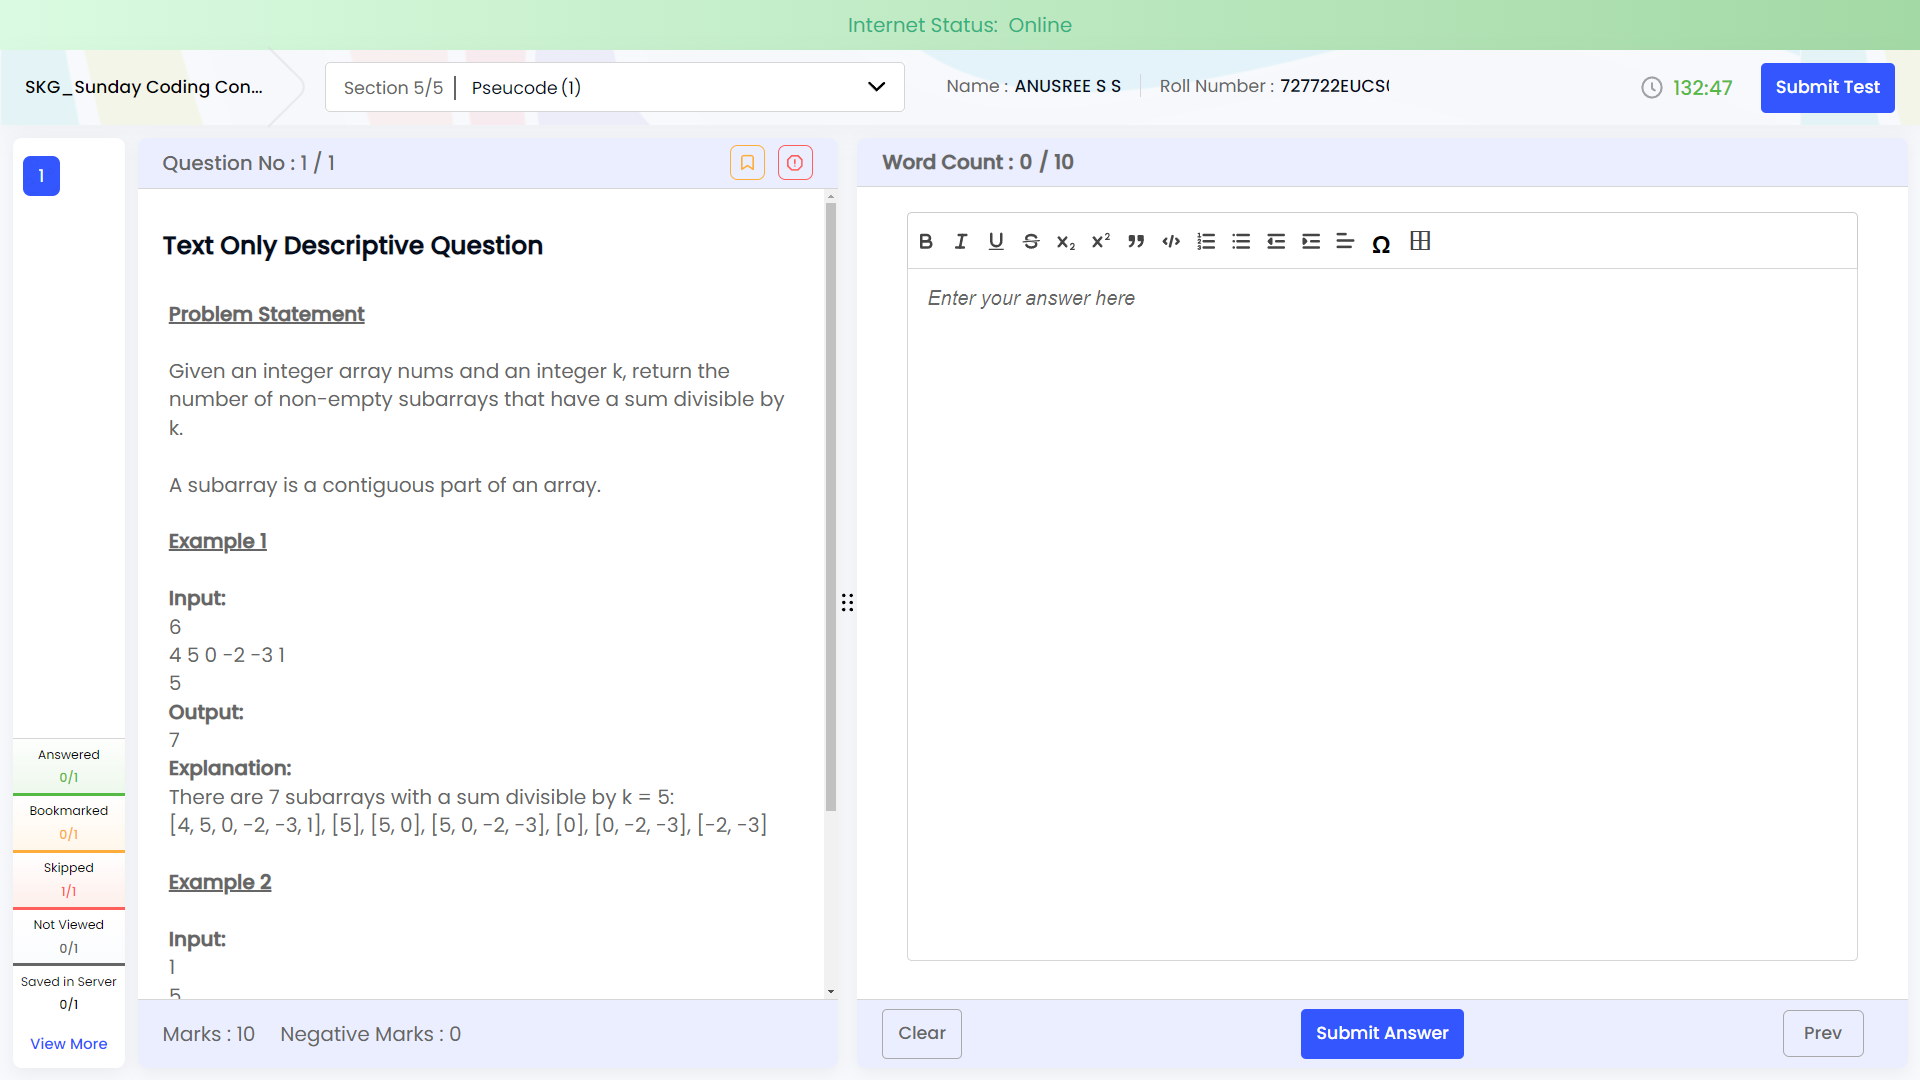 Internet Status: Online
SKG_Sunday Coding Con...
Section 5/5
Pseucode (1)
Name : ANUSREE S S
Roll Number : 727722EUCS
132:47
Submit Test
1
Question No : 1 / 1
Word Count : 0 / 10
Text Only Descriptive Question
Problem Statement
Given an integer array nums and an integer k, return the
number of non-empty subarrays that have a sum divisible by
k.
A subarray is a contiguous part of an array.
Example 1
Input:
6
4 5 0 -2 -3 1
5
Output:
7
Explanation:
There are 7 subarrays with a sum divisible by k = 5:
[4, 5, 0, -2, -3, 1], [5], [5, 0], [5, 0, -2, -3], [0], [0, -2, -3], [-2, -3]
Example 2
Input:
1
5
Enter your answer here
Answered
0/1
Bookmarked
0/1
Skipped
1/1
Not Viewed
0/1
Saved in Server
0/1
View More
Marks : 10
Negative Marks : 0
Clear
Submit Answer
Prev